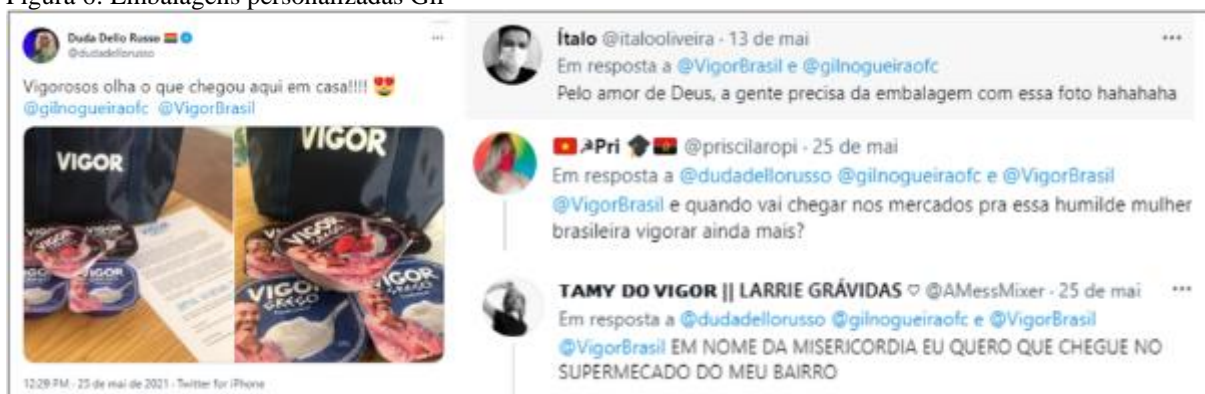 Figura 6: Embalagens personalizadas Gil
Duda Dello Russo
@dudadellorusso
Vigorosos olha o que chegou aqui em casa!!!! 😍
@gilnogueiraofc @VigorBrasil
VIGOR
VIGOR
VIGOR
VIGOR
GREGO
VIGOR
VIGOR
GREGO
VIGOR
12:29 PM · 25 de mai de 2021 · Twitter for iPhone
Ítalo @italooliveira · 13 de mai
Em resposta a @VigorBrasil e @gilnogueiraofc
Pelo amor de Deus, a gente precisa da embalagem com essa foto hahahaha
Pri @priscilaropi · 25 de mai
Em resposta a @dudadellorusso @gilnogueiraofc e @VigorBrasil
@VigorBrasil e quando vai chegar nos mercados pra essa humilde mulher
brasileira vigorar ainda mais?
TAMY DO VIGOR || LARRIE GRÁVIDAS ♡ @AMessMixer · 25 de mai
Em resposta a @dudadellorusso @gilnogueiraofc e @VigorBrasil
@VigorBrasil EM NOME DA MISERICORDIA EU QUERO QUE CHEGUE NO
SUPERMECADO DO MEU BAIRRO